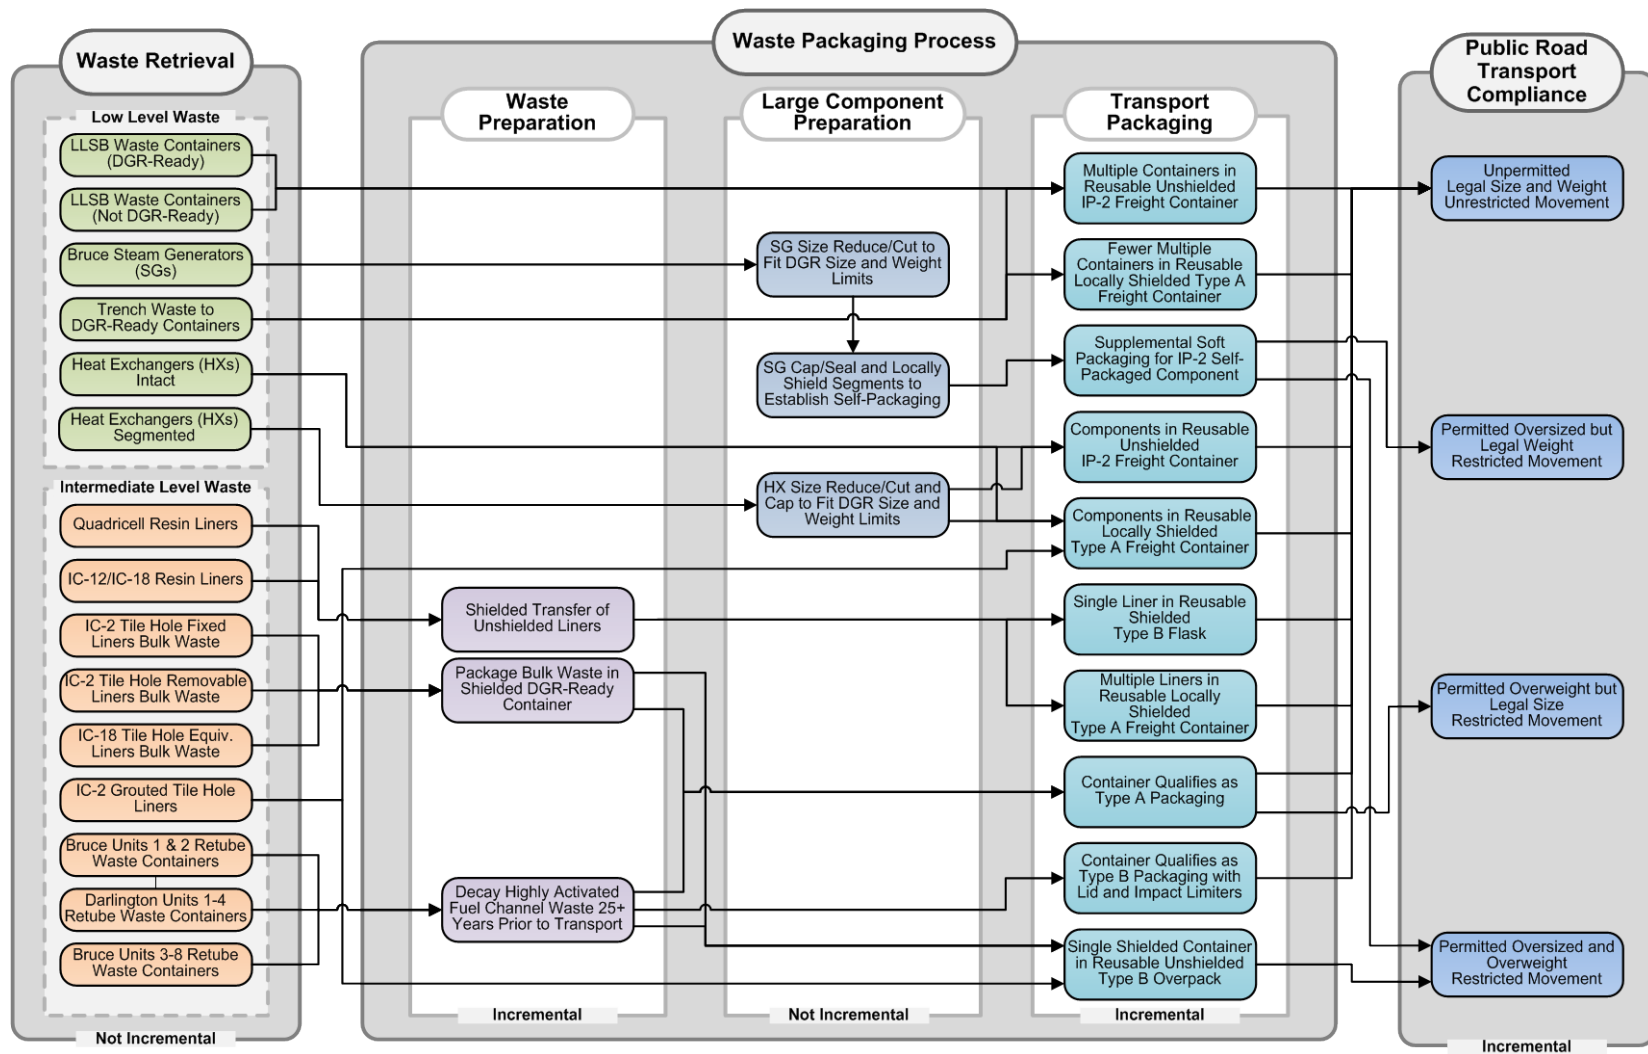 Waste Retrieval
Low Level Waste
LLSB Waste Containers
(DGR-Ready)
LLSB Waste Containers
(Not DGR-Ready)
Bruce Steam Generators
(SGs)
Trench Waste to
DGR-Ready Containers
Heat Exchangers (HXs)
Intact
Heat Exchangers (HXs)
Segmented
Intermediate Level Waste
Quadricell Resin Liners
IC-12/IC-18 Resin Liners
IC-2 Tile Hole Fixed
Liners Bulk Waste
IC-2 Tile Hole Removable
Liners Bulk Waste
IC-18 Tile Hole Equiv.
Liners Bulk Waste
IC-2 Grouted Tile Hole
Liners
Bruce Units 1 & 2 Retube
Waste Containers
Darlington Units 1-4
Retube Waste Containers
Bruce Units 3-8 Retube
Waste Containers
Not Incremental
Waste Packaging Process
Waste
Preparation
Shielded Transfer of
Unshielded Liners
Package Bulk Waste in
Shielded DGR-Ready
Container
Decay Highly Activated
Fuel Channel Waste 25+
Years Prior to Transport
Incremental
Large Component
Preparation
SG Size Reduce/Cut to
Fit DGR Size and Weight
Limits
SG Cap/Seal and Locally
Shield Segments to
Establish Self-Packaging
HX Size Reduce/Cut and
Cap to Fit DGR Size and
Weight Limits
Not Incremental
Transport
Packaging
Multiple Containers in
Reusable Unshielded
IP-2 Freight Container
Fewer Multiple
Containers in Reusable
Locally Shielded Type A
Freight Container
Supplemental Soft
Packaging for IP-2 Self-
Packaged Component
Components in Reusable
Unshielded
IP-2 Freight Container
Components in Reusable
Locally Shielded
Type A Freight Container
Single Liner in Reusable
Shielded
Type B Flask
Multiple Liners in
Reusable Locally
Shielded
Type A Freight Container
Container Qualifies as
Type A Packaging
Container Qualifies as
Type B Packaging with
Lid and Impact Limiters
Single Shielded Container
in Reusable Unshielded
Type B Overpack
Incremental
Public Road
Transport
Compliance
Unpermitted
Legal Size and Weight
Unrestricted Movement
Permitted Oversized but
Legal Weight
Restricted Movement
Permitted Overweight but
Legal Size
Restricted Movement
Permitted Oversized and
Overweight
Restricted Movement
Incremental